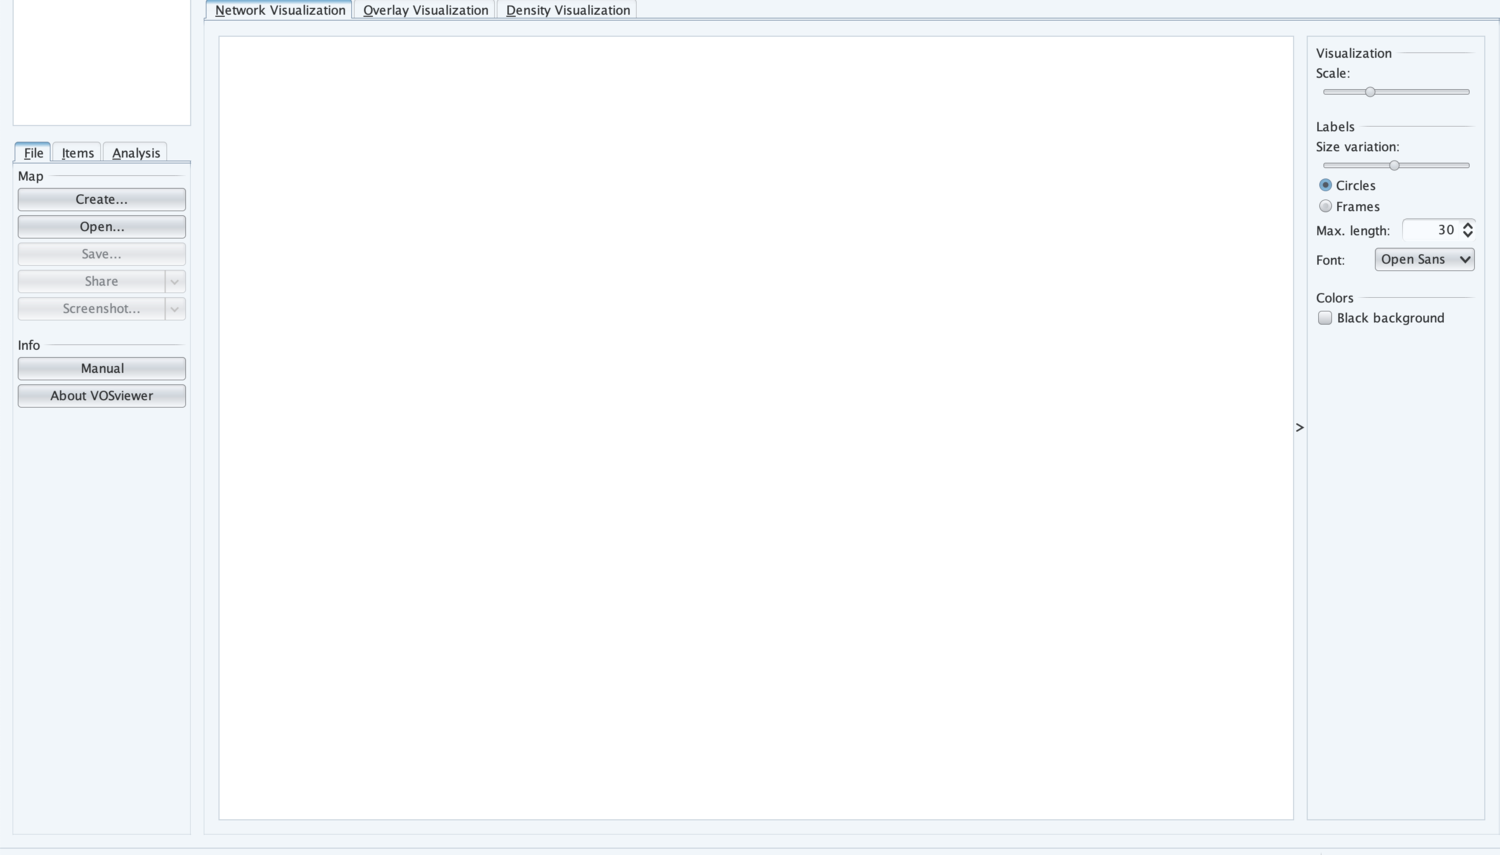 Network Visualization Overlay Visualization Density Visualization
File Items Analysis
Map
Create...
Open...
Save...
Share
Screenshot...
Info
Manual
About VOSviewer
>
Visualization
Scale:
Labels
Size variation:
Circles
Frames
Max. length: 30
Font: Open Sans
Colors
Black background